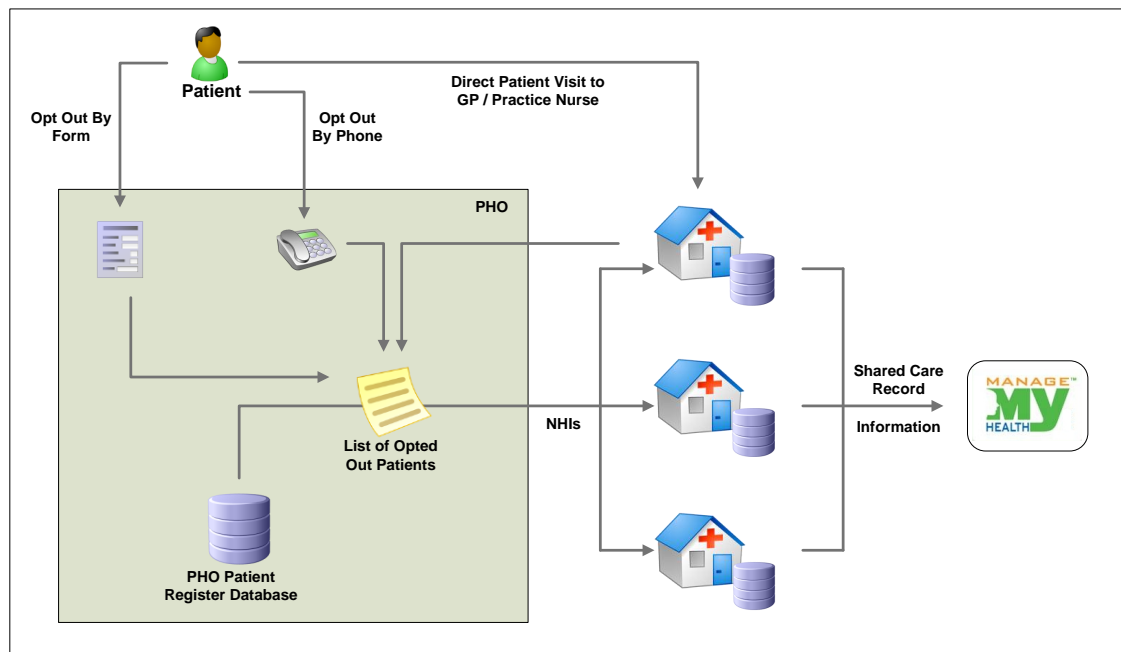 Patient
Direct Patient Visit to
GP / Practice Nurse
Opt Out By
Form
Opt Out
By Phone
PHO
List of Opted
Out Patients
NHIs
Shared Care
Record
Information
MANAGE™
My
HEALTH
PHO Patient
Register Database